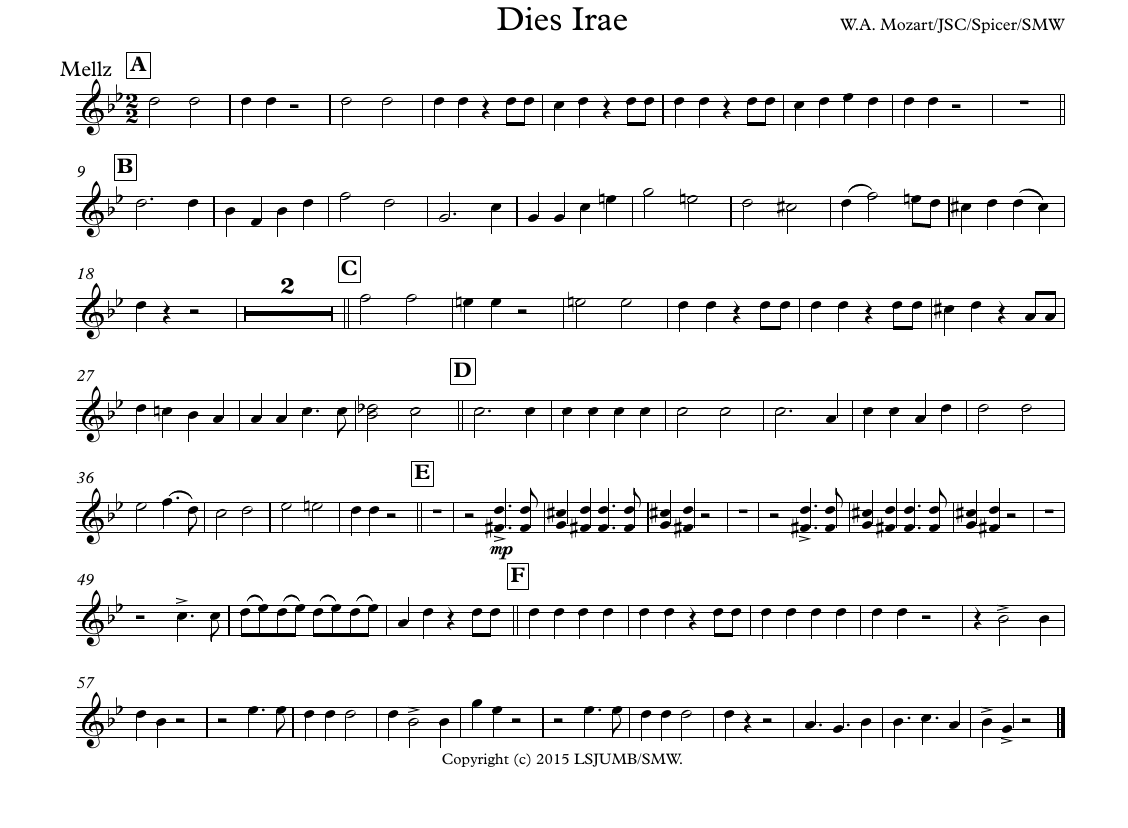 Dies Irae
W.A. Mozart/JSC/Spicer/SMW
Mellz
A
2
2
9
B
18
2
C
27
D
36
E
mp
49
F
57
Copyright (c) 2015 LSJUMB/SMW.